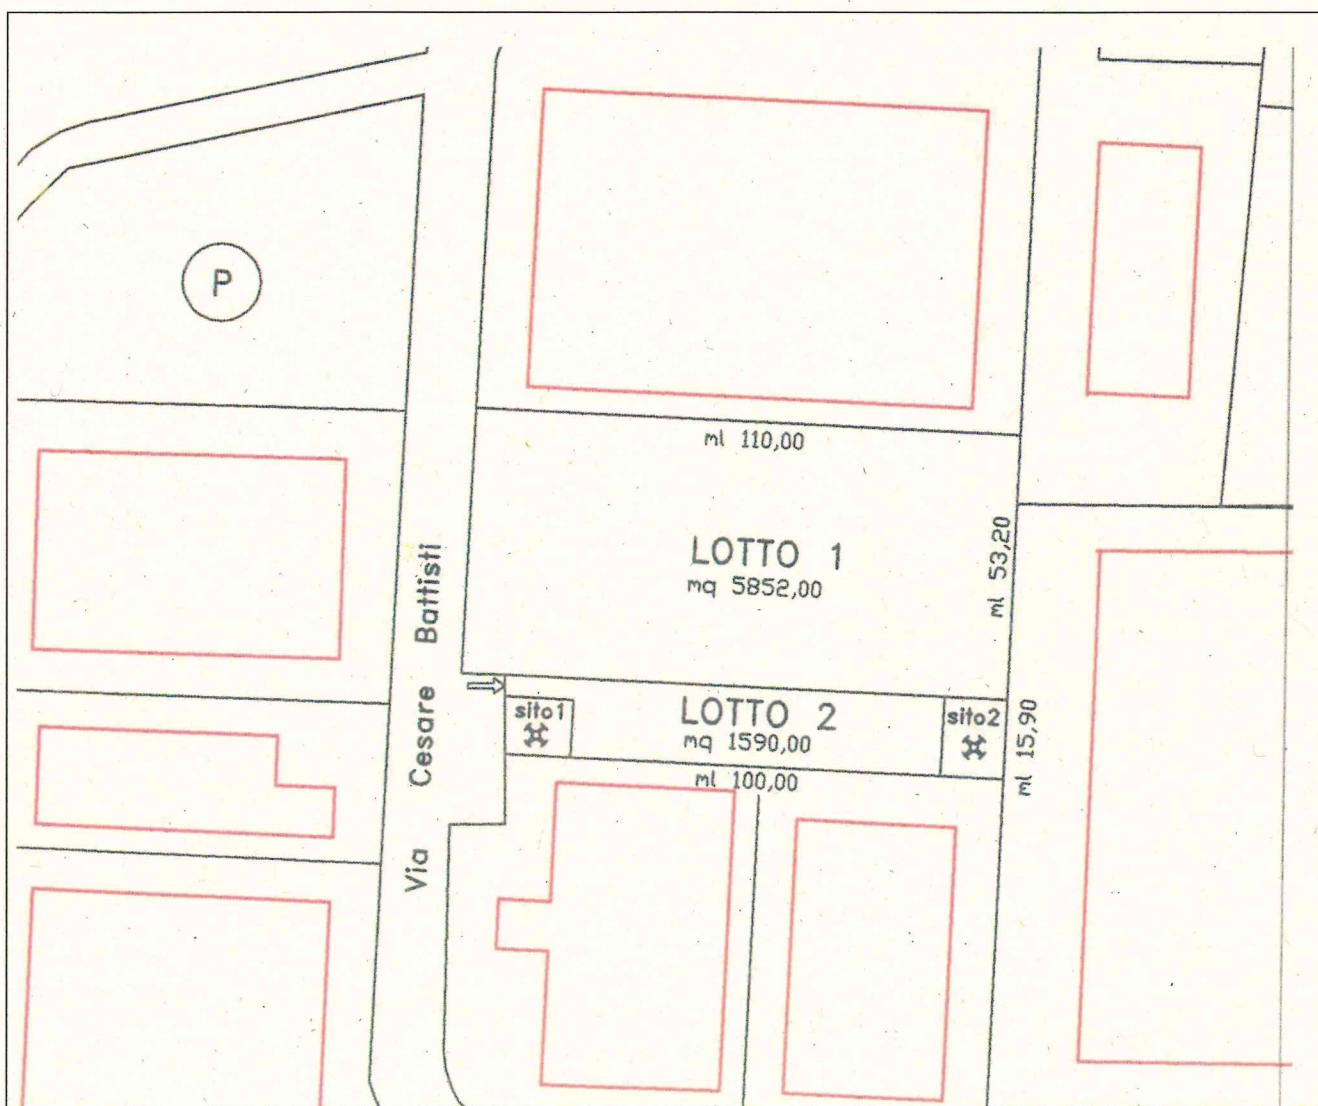 P
ml 110,00
LOTTO 1
mq 5852,00
ml 53,20
Via Cesare Battisti
sito1
LOTTO 2
mq 1590,00
sito2
ml 15,90
ml 100,00